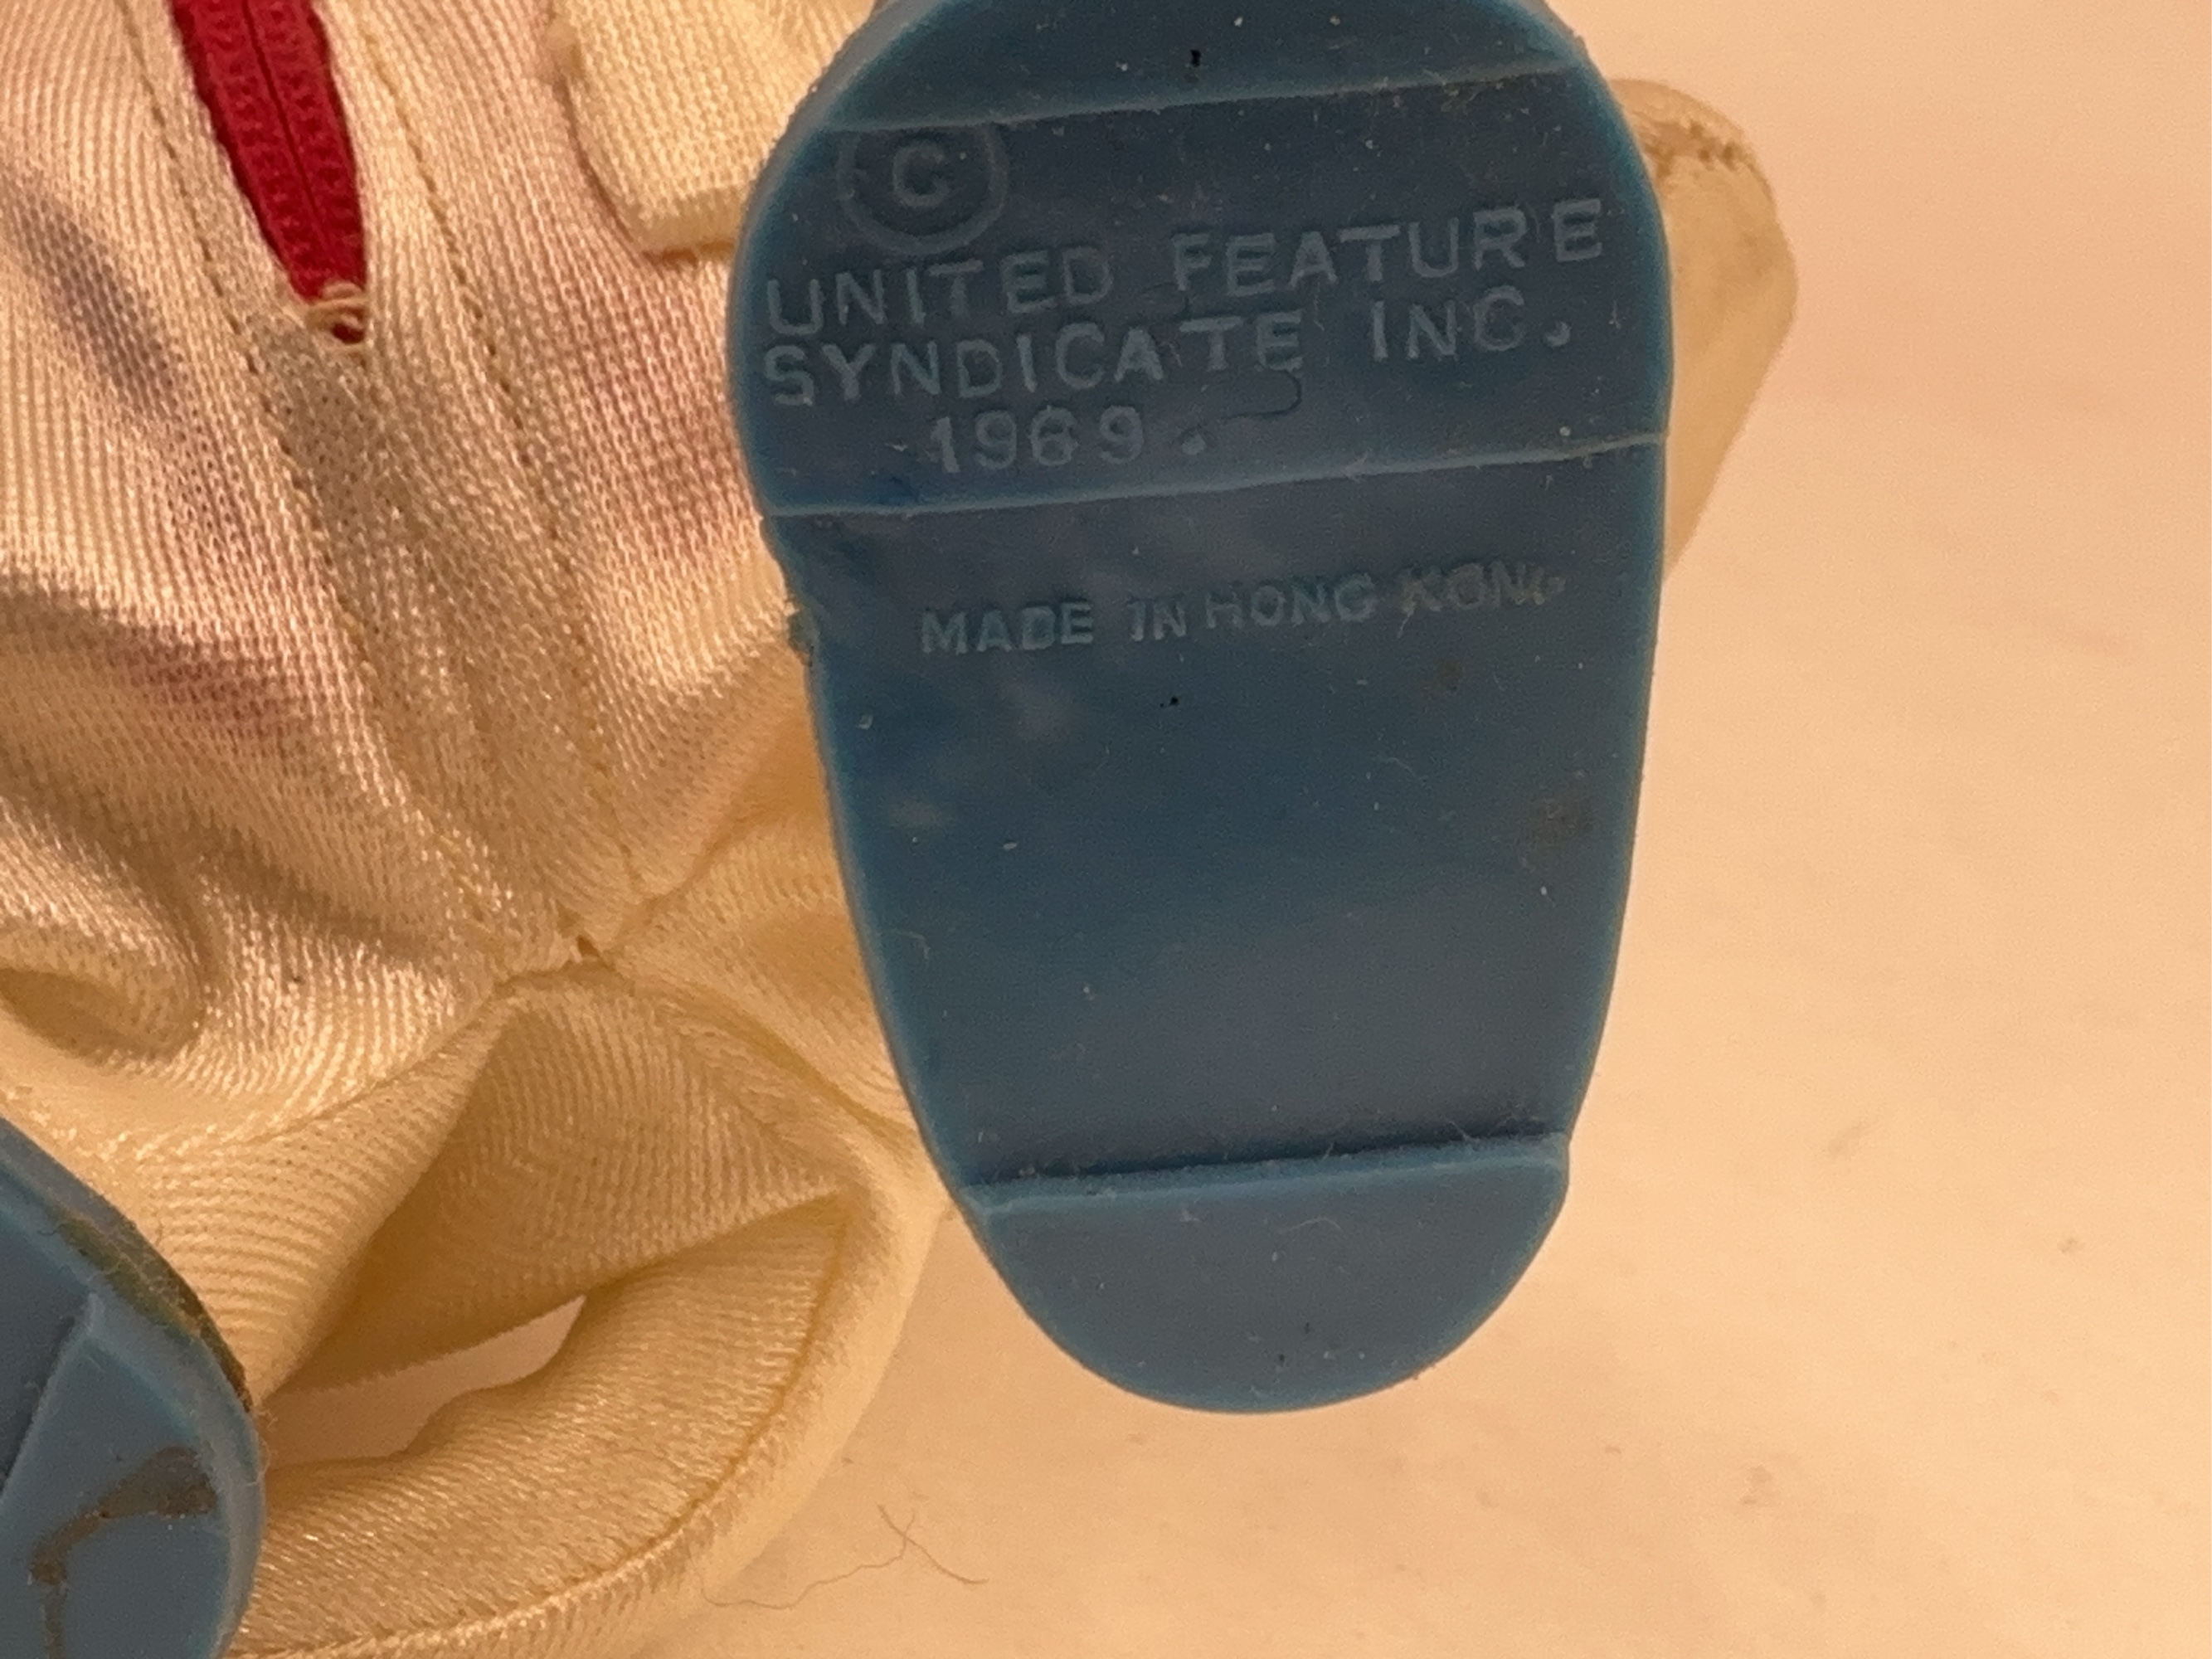 ©
UNITED FEATURE
SYNDICATE INC.
1969.
MADE IN HONG KONG